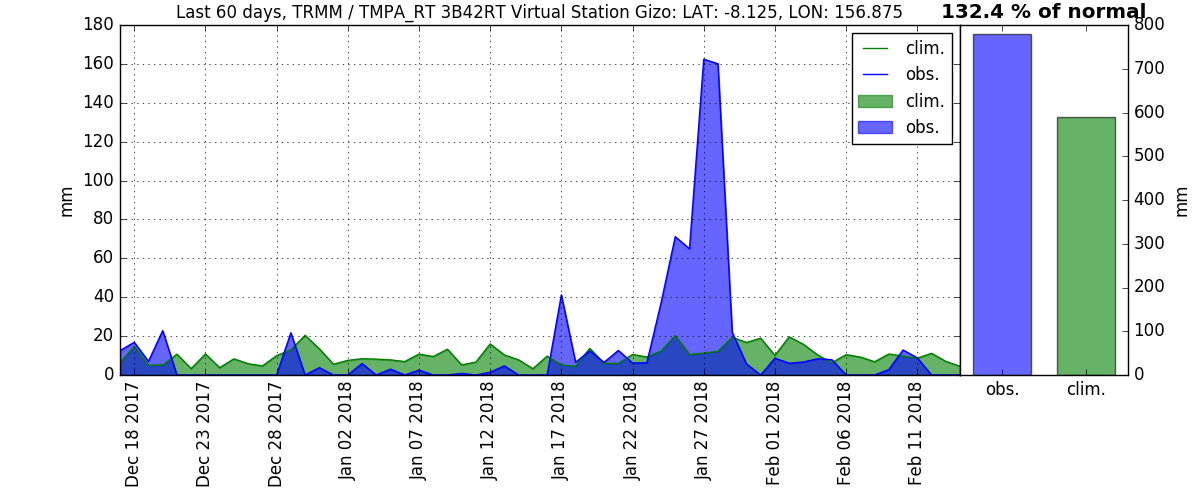 Last 60 days, TRMM / TMPA_RT 3B42RT Virtual Station Gizo: LAT: -8.125, LON: 156.875
132.4 % of normal
180
160
140
120
100
80
60
40
20
0
mm
clim.
obs.
clim.
obs.
Dec 18 2017
Dec 23 2017
Dec 28 2017
Jan 02 2018
Jan 07 2018
Jan 12 2018
Jan 17 2018
Jan 22 2018
Jan 27 2018
Feb 01 2018
Feb 06 2018
Feb 11 2018
800
700
600
500
400
300
200
100
0
mm
obs.
clim.